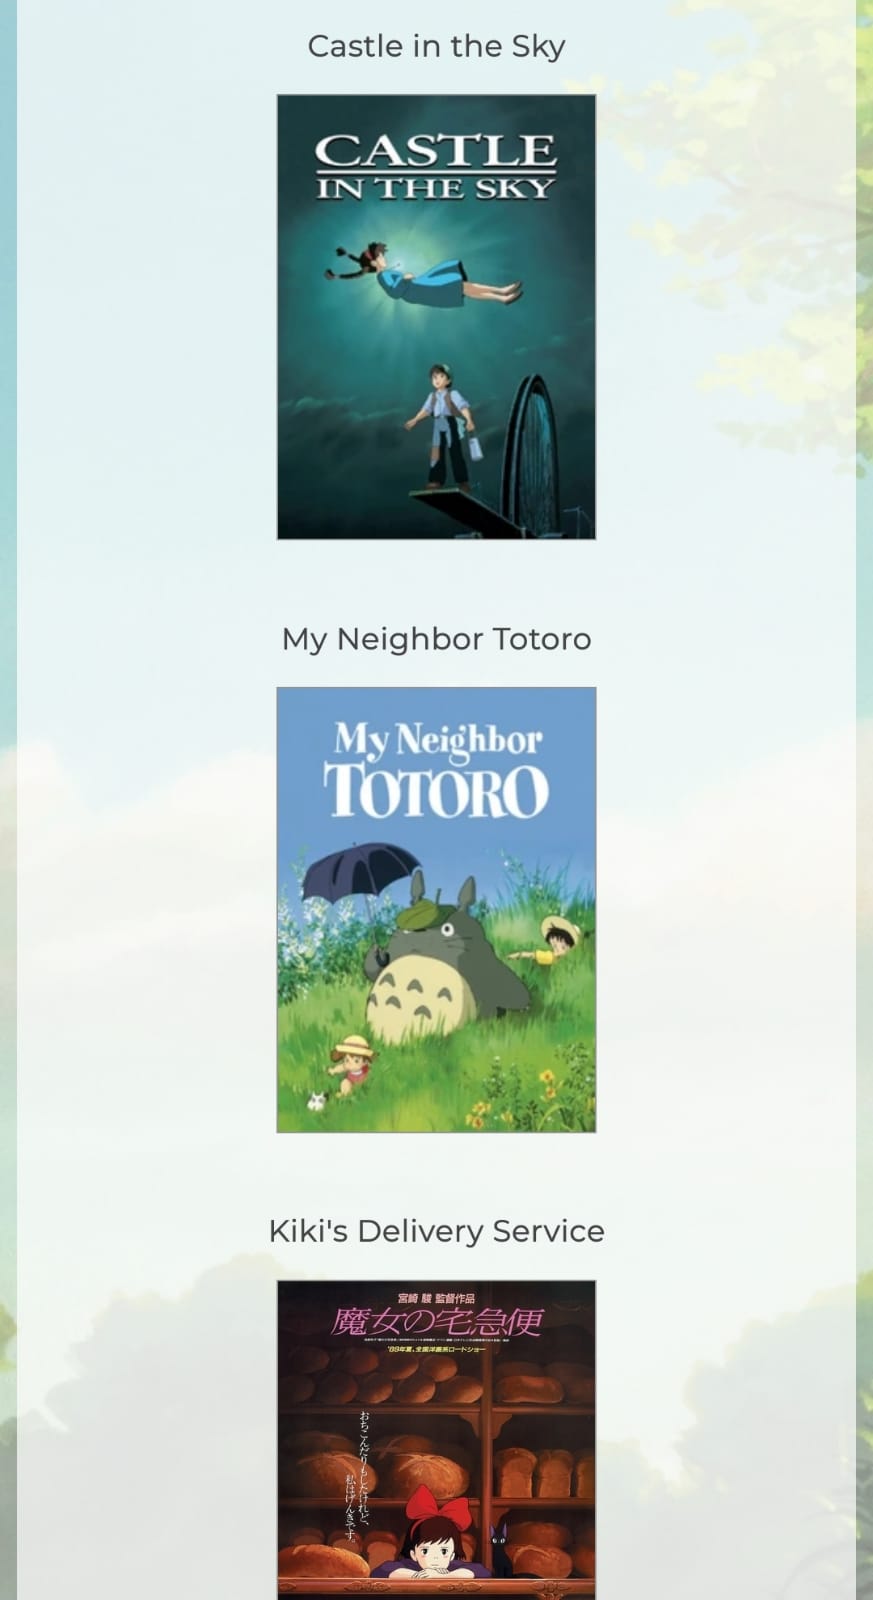 Castle in the Sky
CASTLE
IN THE SKY
My Neighbor Totoro
My Neighbor
TOTORO
Kiki's Delivery Service
宮崎 駿 監督作品
魔女の宅急便
'89年夏、全國洋畫系ロードショー
おちこんだりもしたけれど、
私はげんきです。